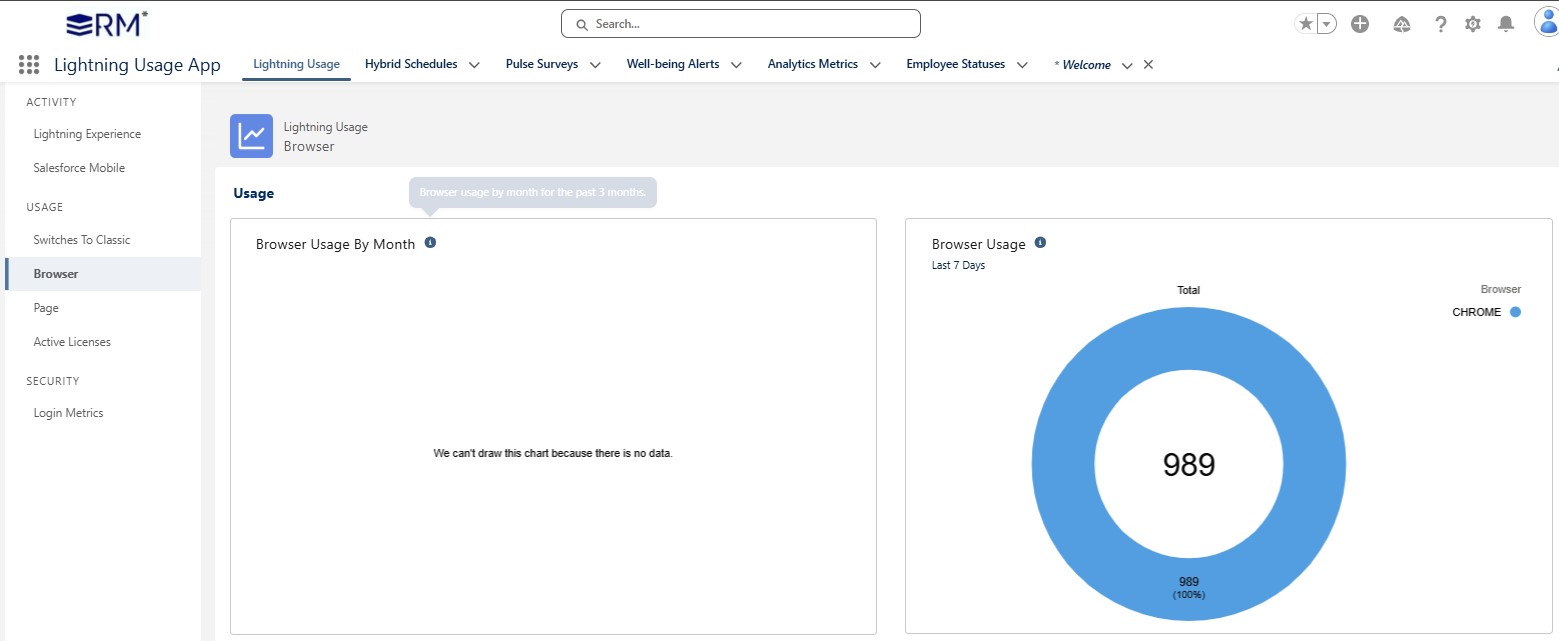 RM*
Search...
Lightning Usage App
Lightning Usage
Hybrid Schedules
Pulse Surveys
Well-being Alerts
Analytics Metrics
Employee Statuses
* Welcome
ACTIVITY
Lightning Experience
Salesforce Mobile
USAGE
Switches To Classic
Browser
Page
Active Licenses
SECURITY
Login Metrics
Lightning Usage
Browser
Usage
Browser usage by month for the past 3 months.
Browser Usage By Month
We can't draw this chart because there is no data.
Browser Usage
Last 7 Days
Total
Browser
CHROME
989
989
(100%)